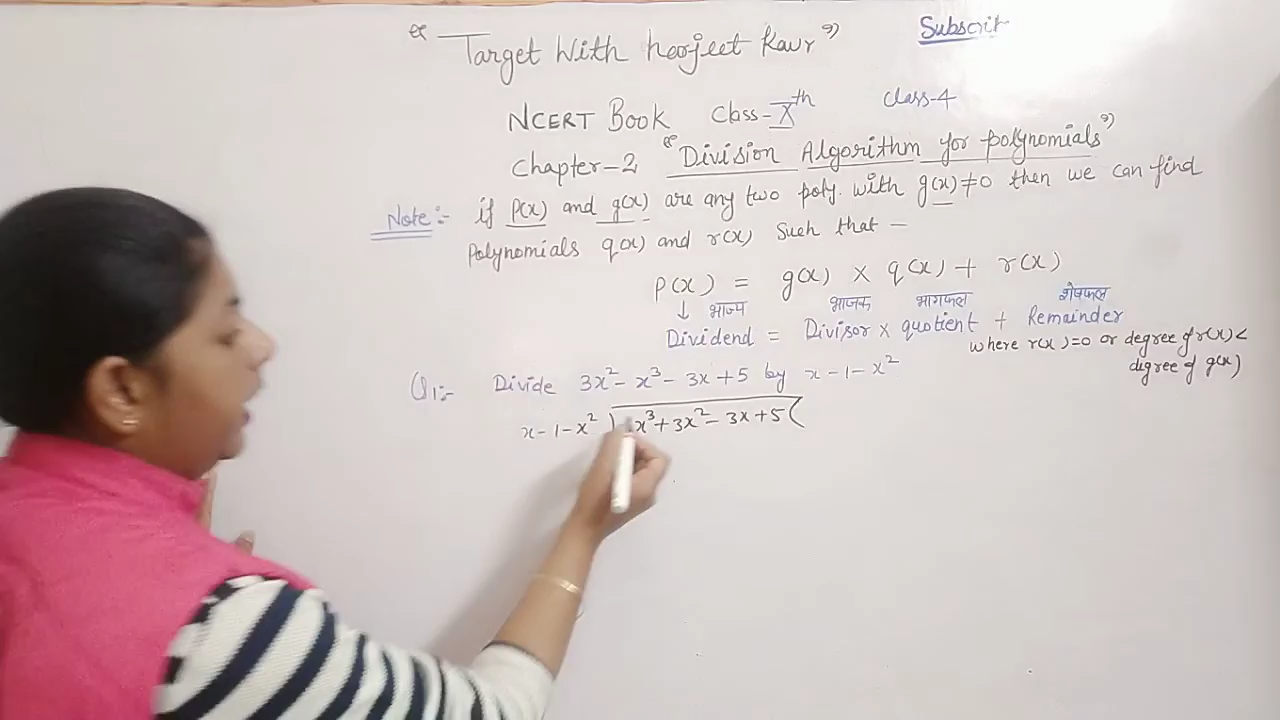 “Target With Harjeet Kaur”
Subscrib
NCERT Book Class-Xth Class-4
Chapter-2 “Division Algorithm for polynomials”
Note:- if P(x) and g(x) are any two poly. with g(x)≠0 then we can find
Polynomials q(x) and r(x) Such that —
P(x) = g(x) × q(x) + r(x)
↓ भाज्य भाजक भागफल शेषफल
Dividend = Divisor × quotient + Remainder
where r(x)=0 or degree of r(x) <
degree of g(x)
Q1:- Divide 3x² - x³ - 3x + 5 by x - 1 - x²
x - 1 - x² ) x³ + 3x² - 3x + 5 (